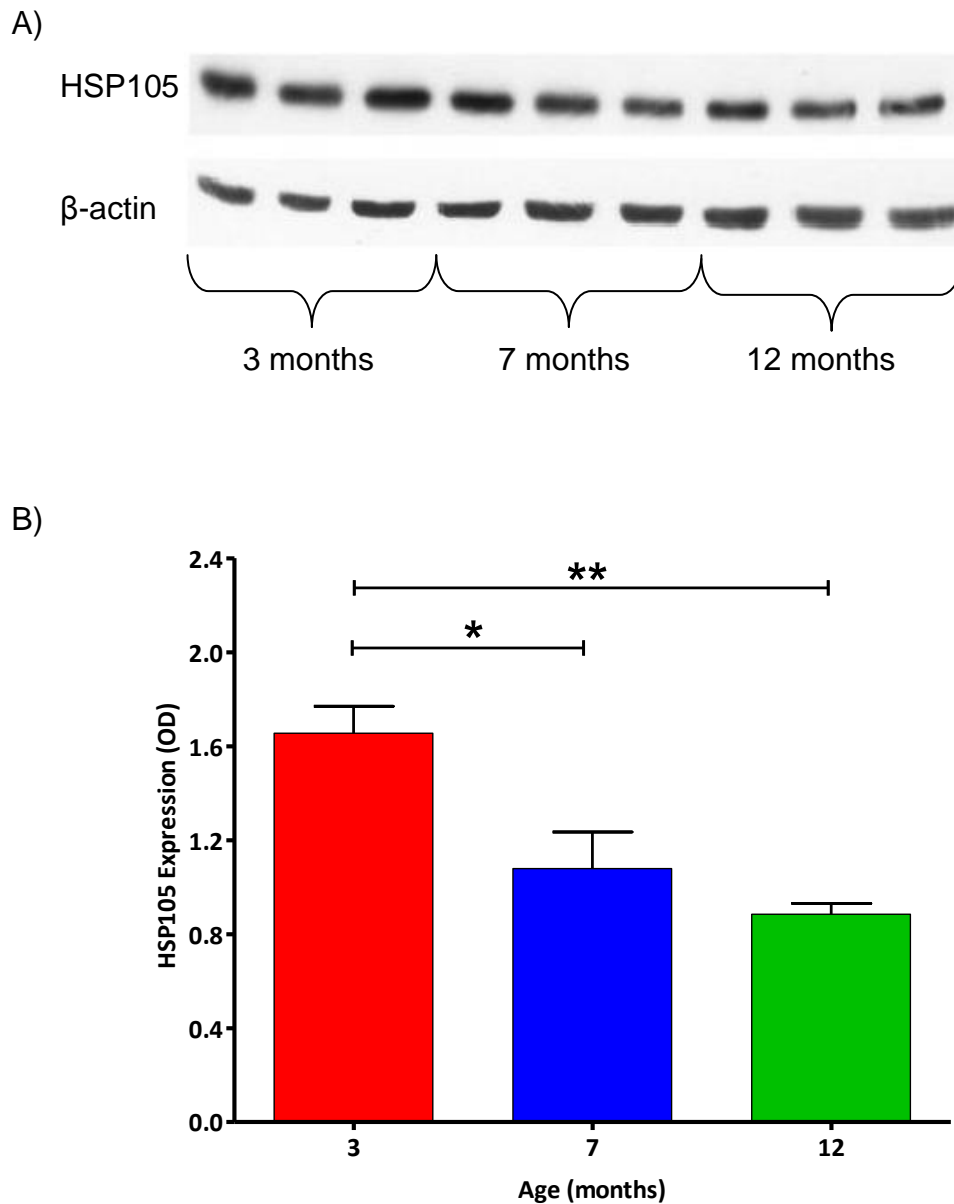 A)
HSP105
β-actin
3 months
7 months
12 months
B)
2.4
**
2.0
*
1.6
1.2
0.8
0.4
0.0
HSP105 Expression (OD)
3
7
12
Age (months)